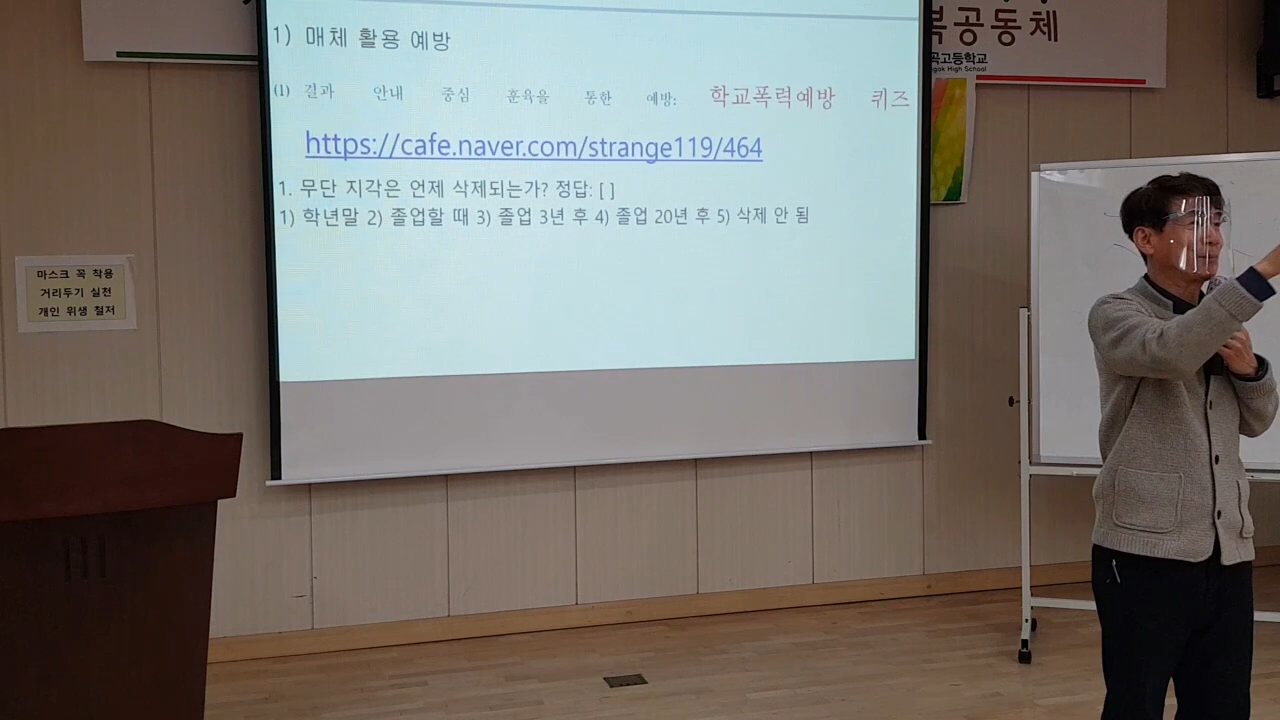 복공동체
곡고등학교
gok High School
1) 매체 활용 예방
(1) 결과 안내 중심 훈육을 통한 예방: 학교폭력예방 퀴즈
https://cafe.naver.com/strange119/464
1. 무단 지각은 언제 삭제되는가? 정답: [ ]
1) 학년말 2) 졸업할 때 3) 졸업 3년 후 4) 졸업 20년 후 5) 삭제 안 됨
마스크 꼭 착용
거리두기 실천
개인 위생 철저